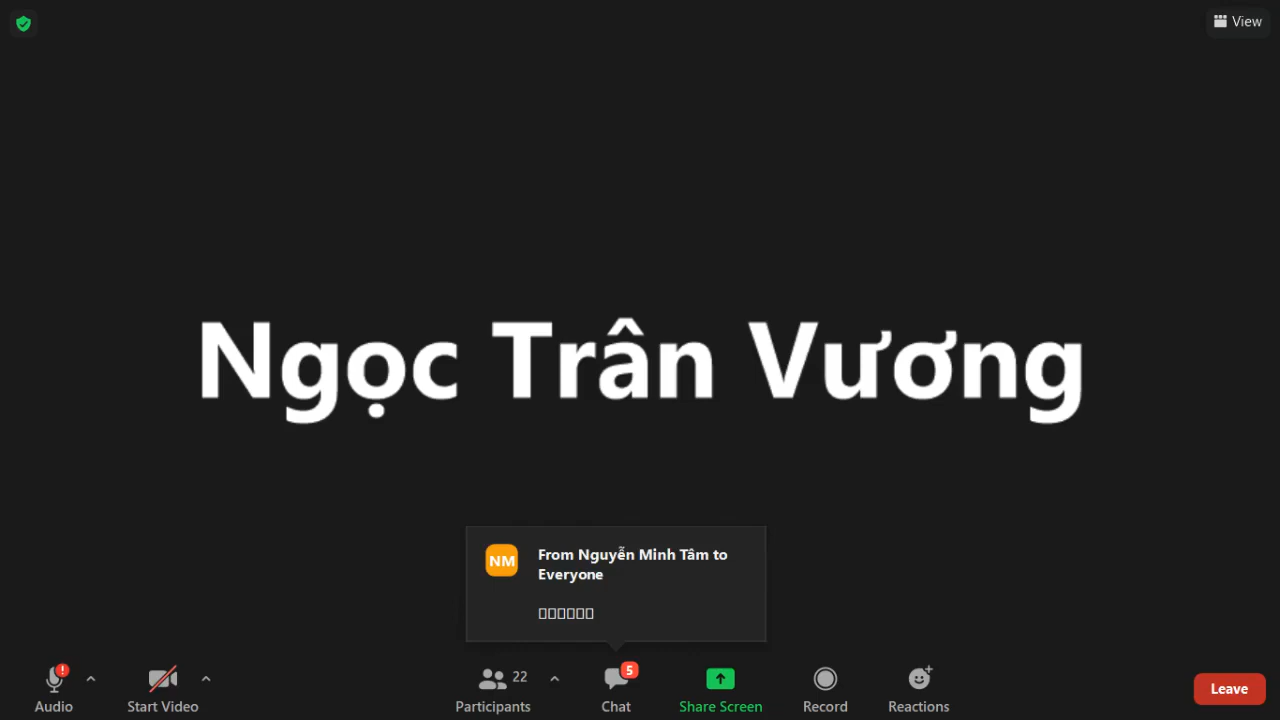 View
Ngọc Trân Vương
NM
From Nguyễn Minh Tâm to
Everyone
22
5
Audio
Start Video
Participants
Chat
Share Screen
Record
Reactions
Leave